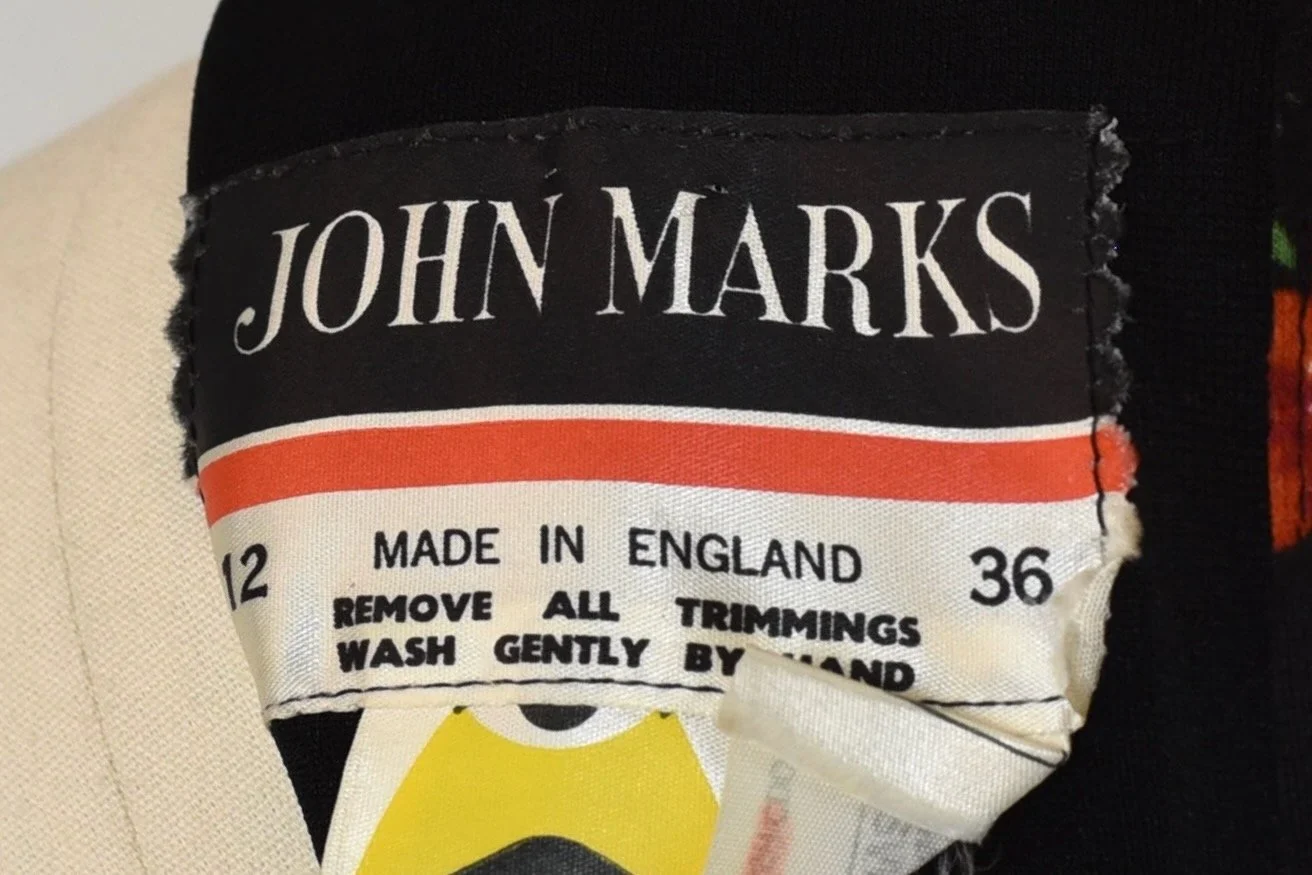 JOHN MARKS
12 MADE IN ENGLAND 36
REMOVE ALL TRIMMINGS
WASH GENTLY BY HAND